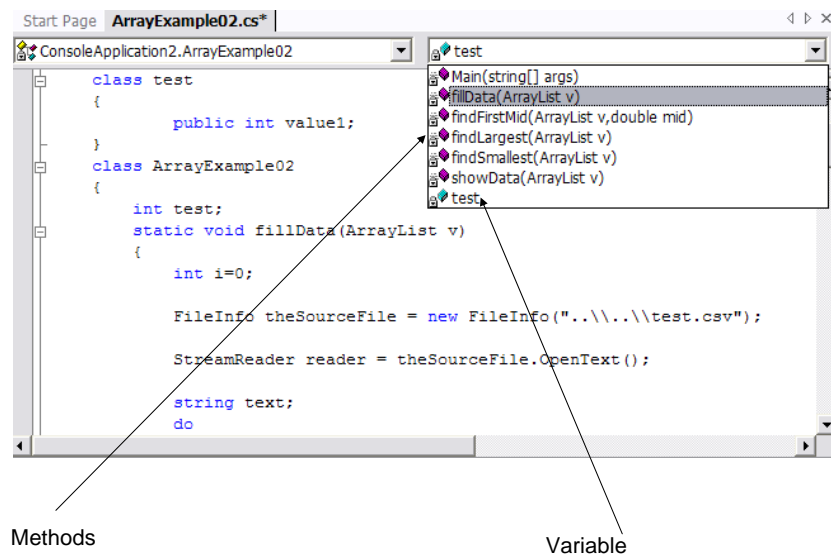 Start Page ArrayExample02.cs*
ConsoleApplication2.ArrayExample02
test
Main(string[] args)
fillData(ArrayList v)
findFirstMid(ArrayList v,double mid)
findLargest(ArrayList v)
findSmallest(ArrayList v)
showData(ArrayList v)
test
class test
{
public int value1;
}
class ArrayExample02
{
int test;
static void fillData(ArrayList v)
{
int i=0;
FileInfo theSourceFile = new FileInfo("..\\..\\test.csv");
StreamReader reader = theSourceFile.OpenText();
string text;
do
Methods
Variable